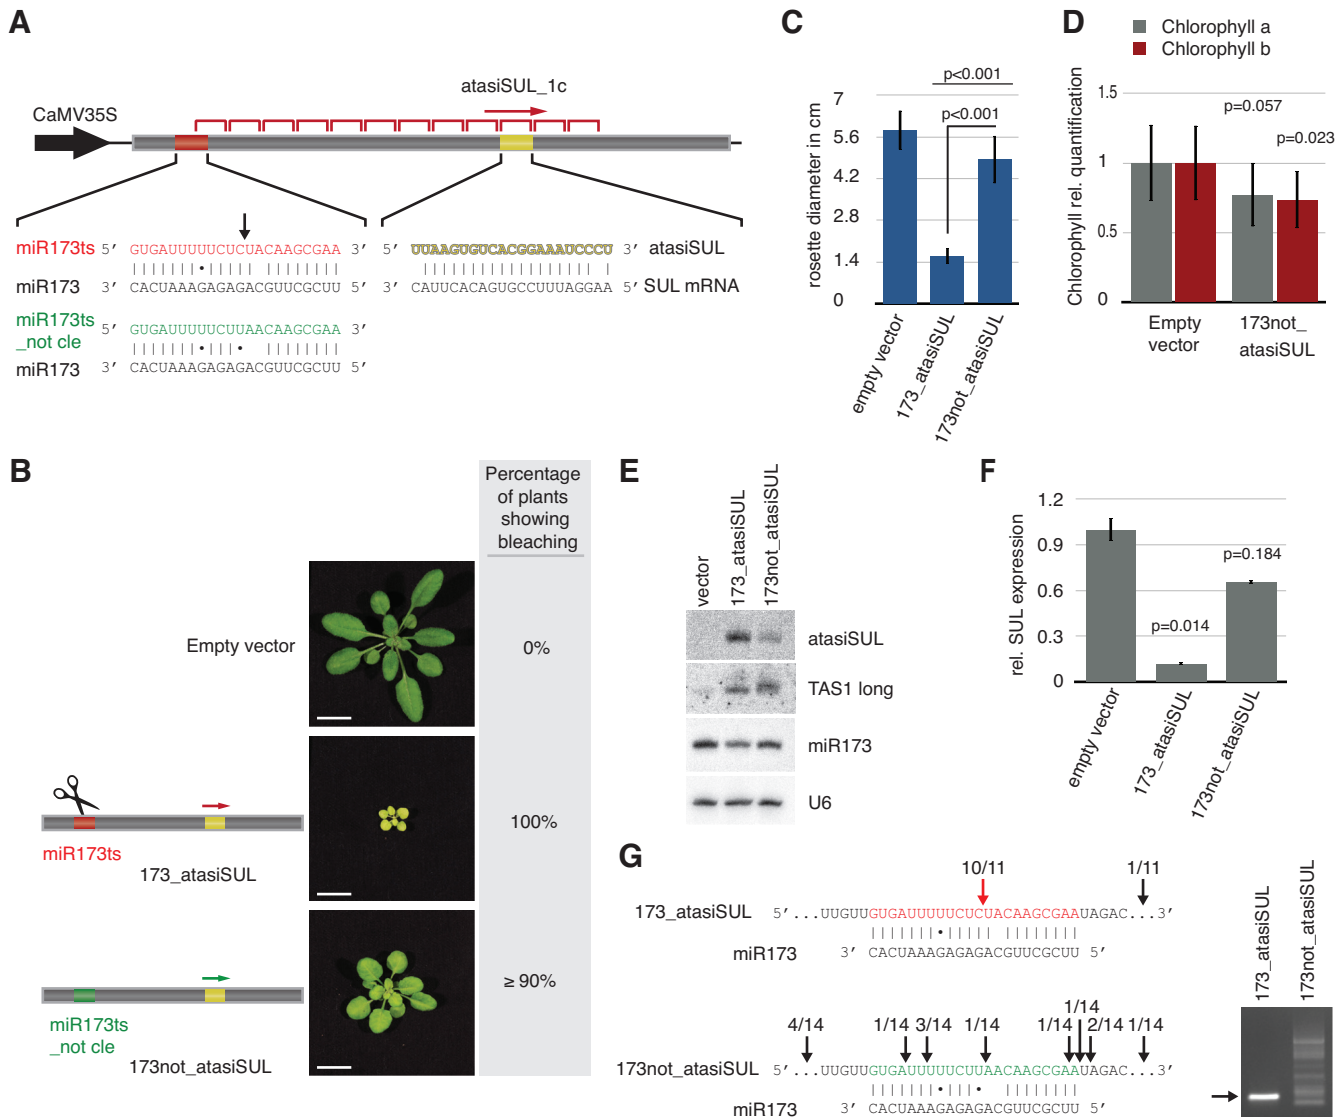 A
CaMV35S
atasiSUL_1c
miR173ts 5′ GUGAUUUUUCUCUACAAGCGAA 3′ 5′ UUAAGUGUCACGGAAAUCCCU 3′ atasiSUL
miR173 3′ CACUAAAGAGAGACGUUCGCUU 5′ 3′ CAUUCACAGUGCCUUUAGGAA 5′ SUL mRNA
miR173ts
_not cle 5′ GUGAUUUUUCUUAACAAGCGAA 3′
miR173 3′ CACUAAAGAGAGACGUUCGCUU 5′
B
Percentage
of plants
showing
bleaching
Empty vector
0%
miR173ts
173_atasiSUL
100%
miR173ts
_not cle
173not_atasiSUL
≥ 90%
C
rosette diameter in cm
7
5.6
4.2
2.8
1.4
0
p<0.001
p<0.001
empty vector
173_atasiSUL
173not_atasiSUL
D
Chlorophyll a
Chlorophyll b
Chlorophyll rel. quantification
1.5
1
0.5
0
p=0.057
p=0.023
Empty
vector
173not_
atasiSUL
E
vector
173_atasiSUL
173not_atasiSUL
atasiSUL
TAS1 long
miR173
U6
F
rel. SUL expression
1.2
0.9
0.6
0.3
0
p=0.014
p=0.184
empty vector
173_atasiSUL
173not_atasiSUL
G
10/11 1/11
173_atasiSUL 5′...UUGUUGUGAUUUUUCUCUACAAGCGAAUAGAC...3′
miR173 3′ CACUAAAGAGAGACGUUCGCUU 5′
1/14
4/14 1/14 3/14 1/14 1/14 2/14 1/14
173not_atasiSUL 5′...UUGUUGUGAUUUUUCUUAACAAGCGAAUAGAC...3′
miR173 3′ CACUAAAGAGAGACGUUCGCUU 5′
173_atasiSUL
173not_atasiSUL